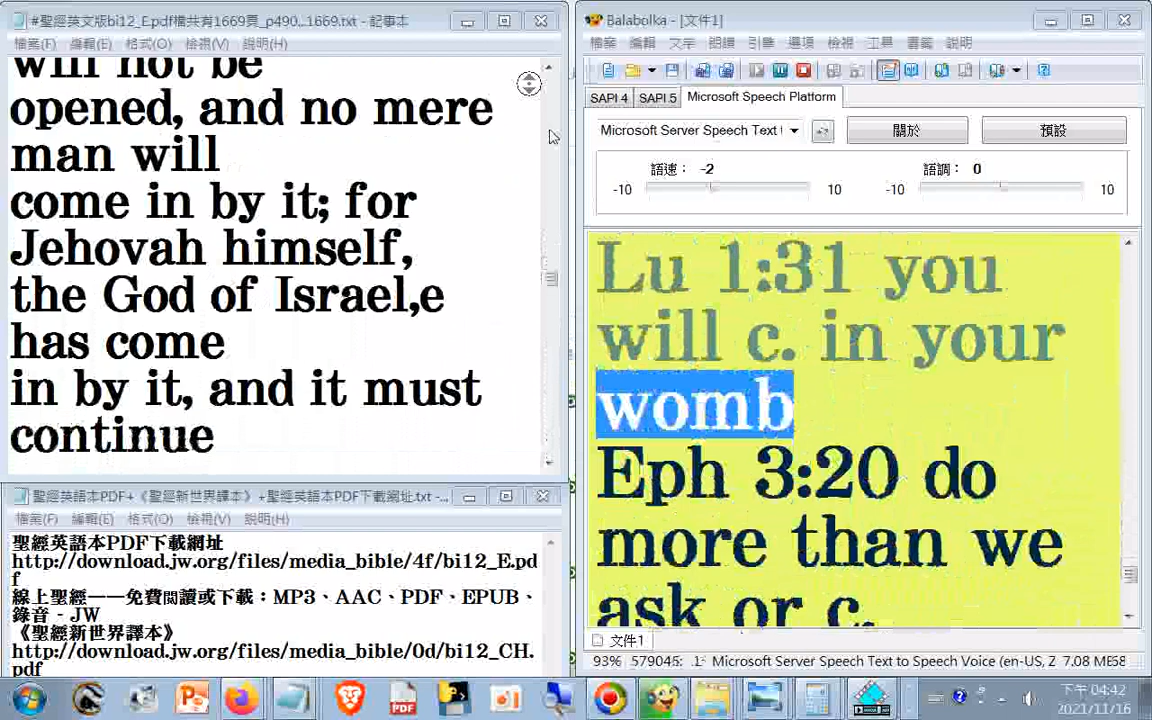 #聖經英文版bi12_E.pdf檔共有1669頁_p490...1669.txt - 記事本
檔案(F) 編輯(E) 格式(O) 檢視(V) 說明(H)
will not be
opened, and no mere
man will
come in by it; for
Jehovah himself,
the God of Israel,e
has come
in by it, and it must
continue
聖經英語本PDF+《聖經新世界譯本》+聖經英語本PDF下載網址.txt - ...
檔案(F) 編輯(E) 格式(O) 檢視(V) 說明(H)
聖經英語本PDF下載網址
http://download.jw.org/files/media_bible/4f/bi12_E.pd
f
線上聖經——免費閱讀或下載：MP3、AAC、PDF、EPUB、
錄音 - JW
《聖經新世界譯本》
http://download.jw.org/files/media_bible/0d/bi12_CH.
pdf
Balabolka - [文件1]
檔案 編輯 文字 朗讀 引擎 選項 檢視 工具 書籤 說明
SAPI 4 SAPI 5 Microsoft Speech Platform
Microsoft Server Speech Text 關於 預設
語速： -2 語調： 0
-10 10 -10 10
Lu 1:31 you
will c. in your
womb
Eph 3:20 do
more than we
ask or c.
文件1
93% 579045: Microsoft Server Speech Text to Speech Voice (en-US, Z 7.08 ME
PDF
下午 04:42
2021/11/16